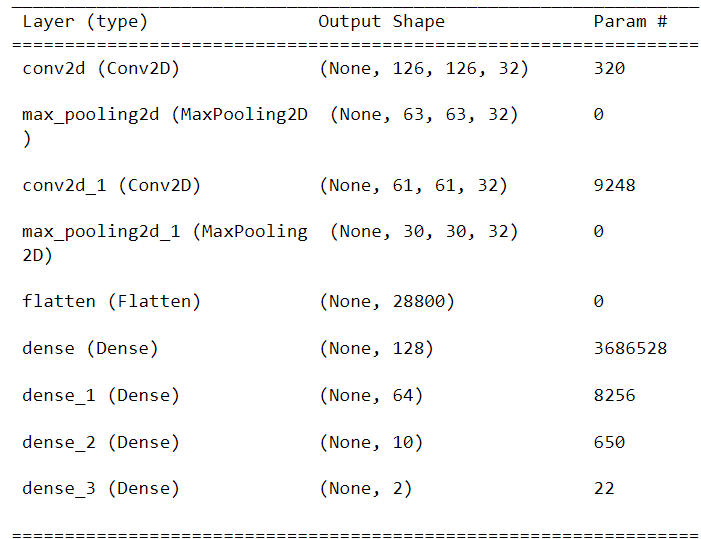 _________________________________________________________________
Layer (type) Output Shape Param #
=================================================================
conv2d (Conv2D) (None, 126, 126, 32) 320
max_pooling2d (MaxPooling2D (None, 63, 63, 32) 0
)
conv2d_1 (Conv2D) (None, 61, 61, 32) 9248
max_pooling2d_1 (MaxPooling (None, 30, 30, 32) 0
2D)
flatten (Flatten) (None, 28800) 0
dense (Dense) (None, 128) 3686528
dense_1 (Dense) (None, 64) 8256
dense_2 (Dense) (None, 10) 650
dense_3 (Dense) (None, 2) 22
=================================================================